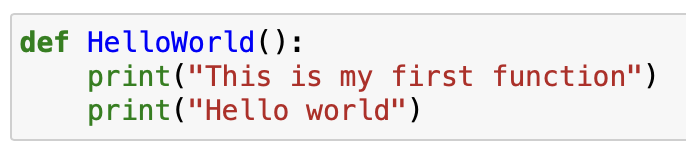 def HelloWorld():
    print("This is my first function")
    print("Hello world")